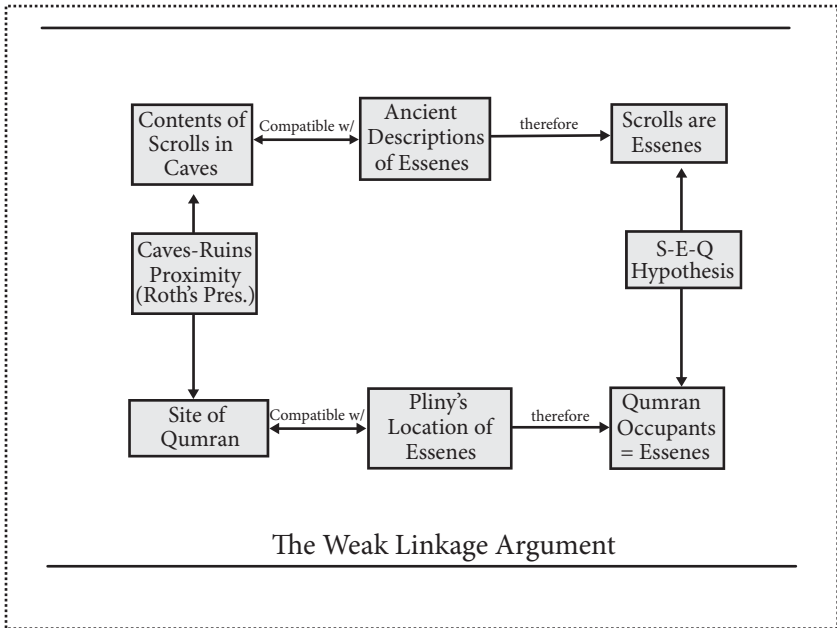 Contents of
Scrolls in
Caves
Compatible w/
Ancient
Descriptions
of Essenes
therefore
Scrolls are
Essenes
Caves-Ruins
Proximity
(Roth's Pres.)
S-E-Q
Hypothesis
Site of
Qumran
Compatible w/
Pliny's
Location of
Essenes
therefore
Qumran
Occupants
= Essenes
The Weak Linkage Argument